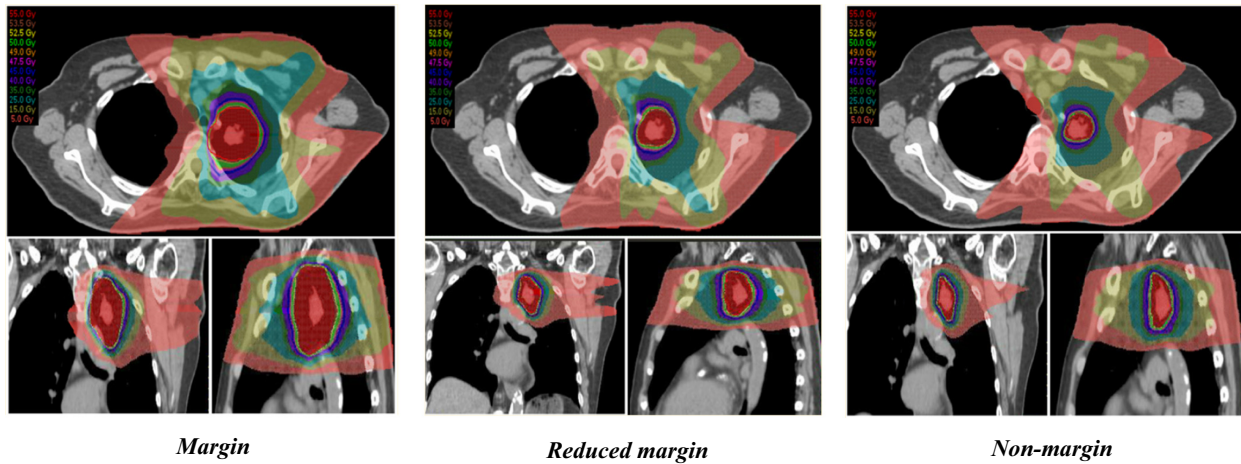 55.0 Gy
53.5 Gy
52.5 Gy
50.0 Gy
49.0 Gy
47.5 Gy
45.0 Gy
40.0 Gy
35.0 Gy
25.0 Gy
15.0 Gy
5.0 Gy
55.0 Gy
53.5 Gy
52.5 Gy
50.0 Gy
49.0 Gy
47.5 Gy
45.0 Gy
40.0 Gy
35.0 Gy
25.0 Gy
15.0 Gy
5.0 Gy
55.0 Gy
53.5 Gy
52.5 Gy
50.0 Gy
49.0 Gy
47.5 Gy
45.0 Gy
40.0 Gy
35.0 Gy
25.0 Gy
15.0 Gy
5.0 Gy
Margin
Reduced margin
Non-margin